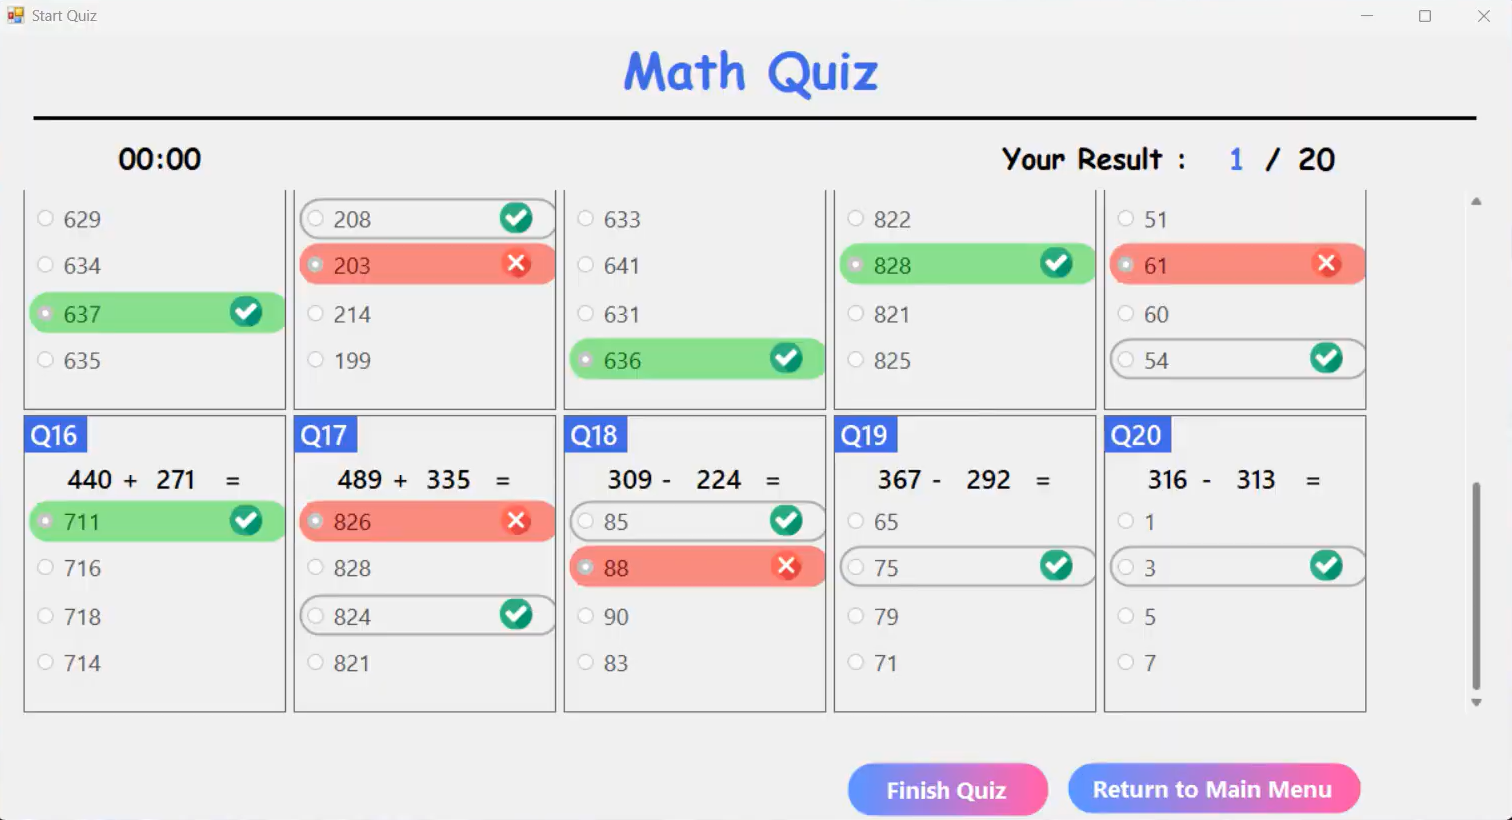 Start Quiz
Math Quiz
00:00
Your Result : 1 / 20
629 208 633 822 51
634 203 641 828 61
637 214 631 821 60
635 199 636 825 54
Q16 Q17 Q18 Q19 Q20
440 + 271 = 489 + 335 = 309 - 224 = 367 - 292 = 316 - 313 =
711 826 85 65 1
716 828 88 75 3
718 824 90 79 5
714 821 83 71 7
Finish Quiz Return to Main Menu